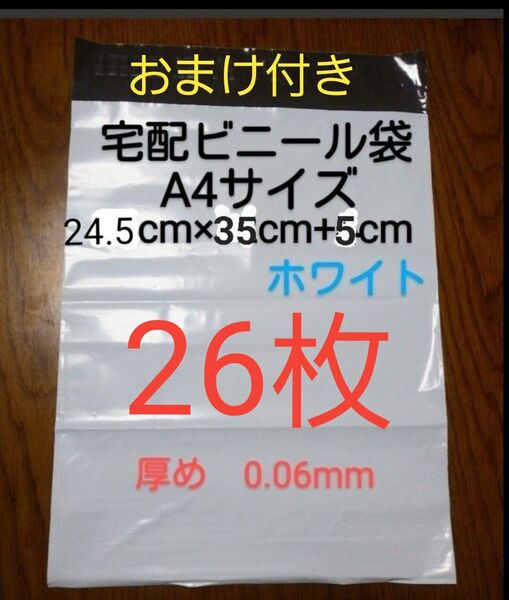 おまけ付き
宅配ビニール袋
A4サイズ
24.5cm×35cm+5cm
ホワイト
26枚
厚め 0.06mm